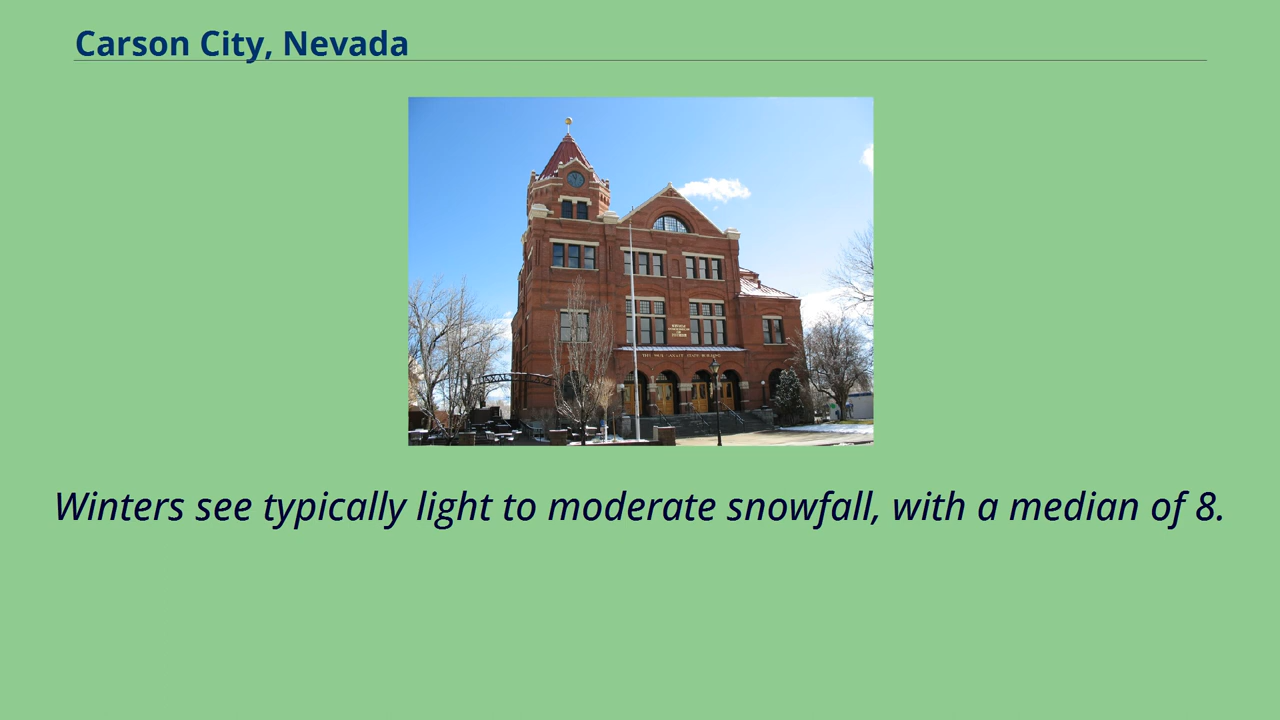 Carson City, Nevada
Winters see typically light to moderate snowfall, with a median of 8.